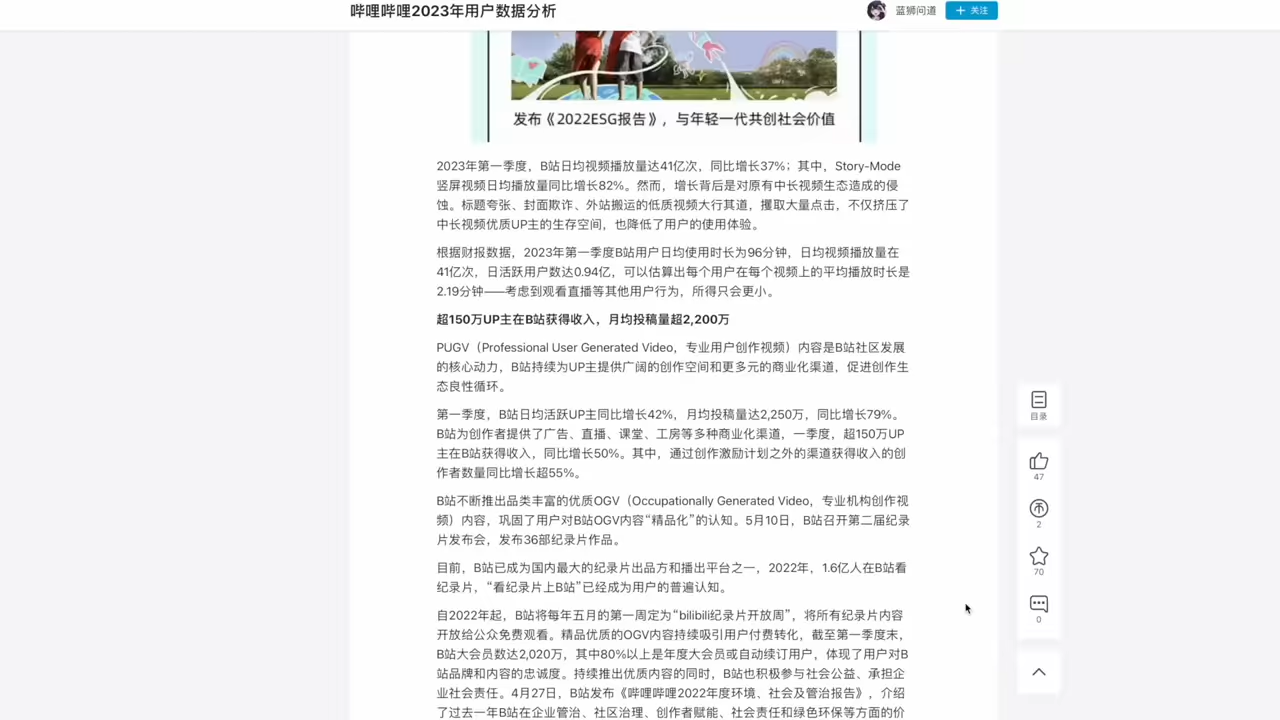 哔哩哔哩2023年用户数据分析
蓝狮问道
关注
发布《2022ESG报告》，与年轻一代共创社会价值
2023年第一季度，B站日均视频播放量达41亿次，同比增长37%；其中，Story-Mode
竖屏视频日均播放量同比增长82%。然而，增长背后是对原有中长视频生态造成的侵
蚀。标题夸张、封面欺诈、外站搬运的低质视频大行其道，攫取大量点击，不仅挤压了
中长视频优质UP主的生存空间，也降低了用户的使用体验。
根据财报数据，2023年第一季度B站用户日均使用时长为96分钟，日均视频播放量在
41亿次，日活跃用户数达0.94亿，可以估算出每个用户在每个视频上的平均播放时长是
2.19分钟——考虑到观看直播等其他用户行为，所得只会更小。
超150万UP主在B站获得收入，月均投稿量超2,200万
PUGV（Professional User Generated Video，专业用户创作视频）内容是B站社区发展
的核心动力，B站持续为UP主提供广阔的创作空间和更多元的商业化渠道，促进创作生
态良性循环。
第一季度，B站日均活跃UP主同比增长42%，月均投稿量达2,250万，同比增长79%。
B站为创作者提供了广告、直播、课堂、工房等多种商业化渠道，一季度，超150万UP
主在B站获得收入，同比增长50%。其中，通过创作激励计划之外的渠道获得收入的创
作者数量同比增长超55%。
B站不断推出品类丰富的优质OGV（Occupationally Generated Video，专业机构创作视
频）内容，巩固了用户对B站OGV内容“精品化”的认知。5月10日，B站召开第二届纪录
片发布会，发布36部纪录片作品。
目前，B站已成为国内最大的纪录片出品方和播出平台之一，2022年，1.6亿人在B站看
纪录片，“看纪录片上B站”已经成为用户的普遍认知。
自2022年起，B站将每年五月的第一周定为“bilibili纪录片开放周”，将所有纪录片内容
开放给公众免费观看。精品优质的OGV内容持续吸引用户付费转化，截至第一季度末，
B站大会员数达2,020万，其中80%以上是年度大会员或自动续订用户，体现了用户对B
站品牌和内容的忠诚度。持续推出优质内容的同时，B站也积极参与社会公益、承担企
业社会责任。4月27日，B站发布《哔哩哔哩2022年度环境、社会及管治报告》，介绍
了过去一年B站在企业管治、社区治理、创作者赋能、社会责任和绿色环保等方面的价
目录
47
2
70
0